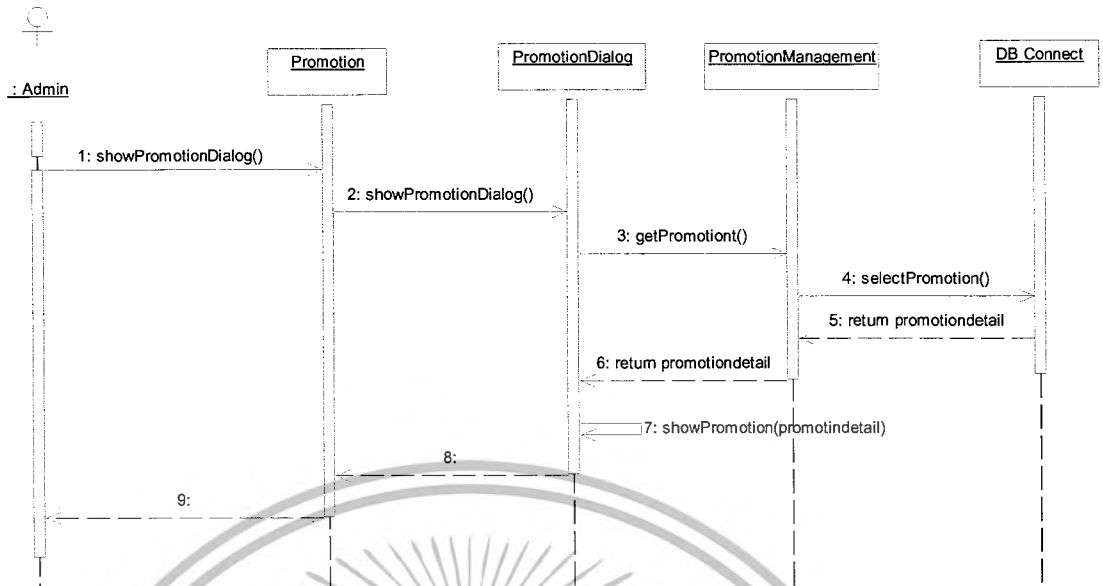 : Admin
Promotion
PromotionDialog
PromotionManagement
DB Connect
1: showPromotionDialog()
2: showPromotionDialog()
3: getPromotiont()
4: selectPromotion()
5: return promotiondetail
6: return promotiondetail
7: showPromotion(promotindetail)
8:
9: